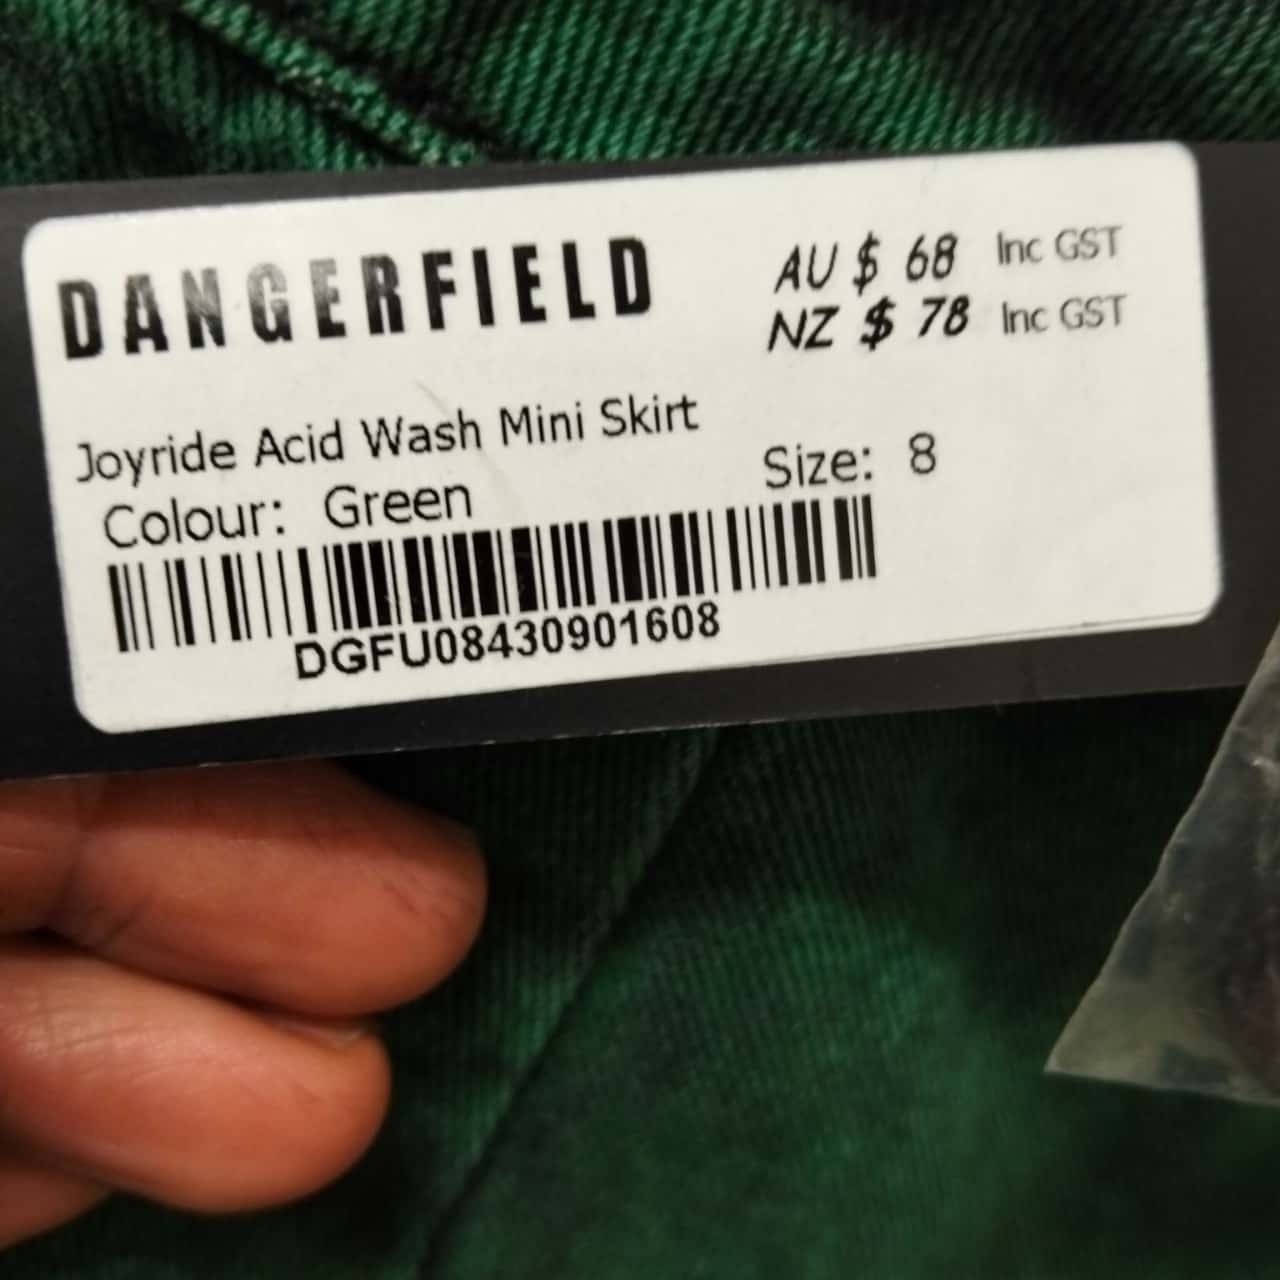 DANGERFIELD
AU $ 68 Inc GST
NZ $ 78 Inc GST
Joyride Acid Wash Mini Skirt
Colour: Green Size: 8
DGFU08430901608